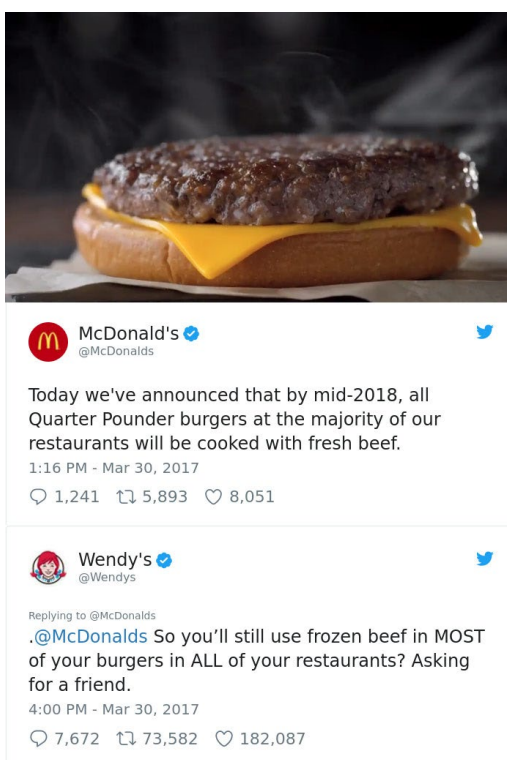 McDonald's
@McDonalds
Today we've announced that by mid-2018, all
Quarter Pounder burgers at the majority of our
restaurants will be cooked with fresh beef.
1:16 PM - Mar 30, 2017
1,241 5,893 8,051
Wendy's
@Wendys
Replying to @McDonalds
.@McDonalds So you’ll still use frozen beef in MOST
of your burgers in ALL of your restaurants? Asking
for a friend.
4:00 PM - Mar 30, 2017
7,672 73,582 182,087